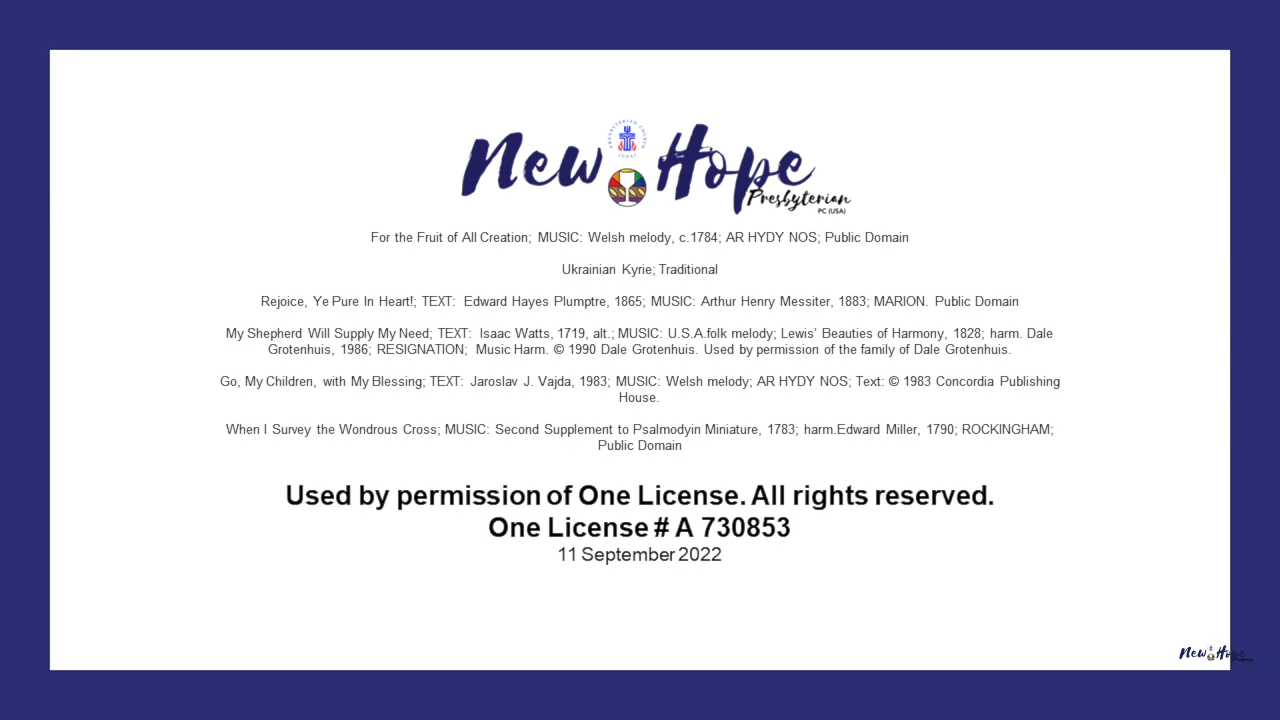 New Hope
PRESBYTERIAN CHURCH
(U.S.A.)
Presbyterian
PC (USA)
For the Fruit of All Creation; MUSIC: Welsh melody, c.1784; AR HYDY NOS; Public Domain
Ukrainian Kyrie; Traditional
Rejoice, Ye Pure In Heart!; TEXT: Edward Hayes Plumptre, 1865; MUSIC: Arthur Henry Messiter, 1883; MARION. Public Domain
My Shepherd Will Supply My Need; TEXT: Isaac Watts, 1719, alt.; MUSIC: U.S.A.folk melody; Lewis’ Beauties of Harmony, 1828; harm. Dale
Grotenhuis, 1986; RESIGNATION; Music Harm. © 1990 Dale Grotenhuis. Used by permission of the family of Dale Grotenhuis.
Go, My Children, with My Blessing; TEXT: Jaroslav J. Vajda, 1983; MUSIC: Welsh melody; AR HYDY NOS; Text: © 1983 Concordia Publishing
House.
When I Survey the Wondrous Cross; MUSIC: Second Supplement to Psalmodyin Miniature, 1783; harm.Edward Miller, 1790; ROCKINGHAM;
Public Domain
Used by permission of One License. All rights reserved.
One License # A 730853
11 September 2022
New Hope